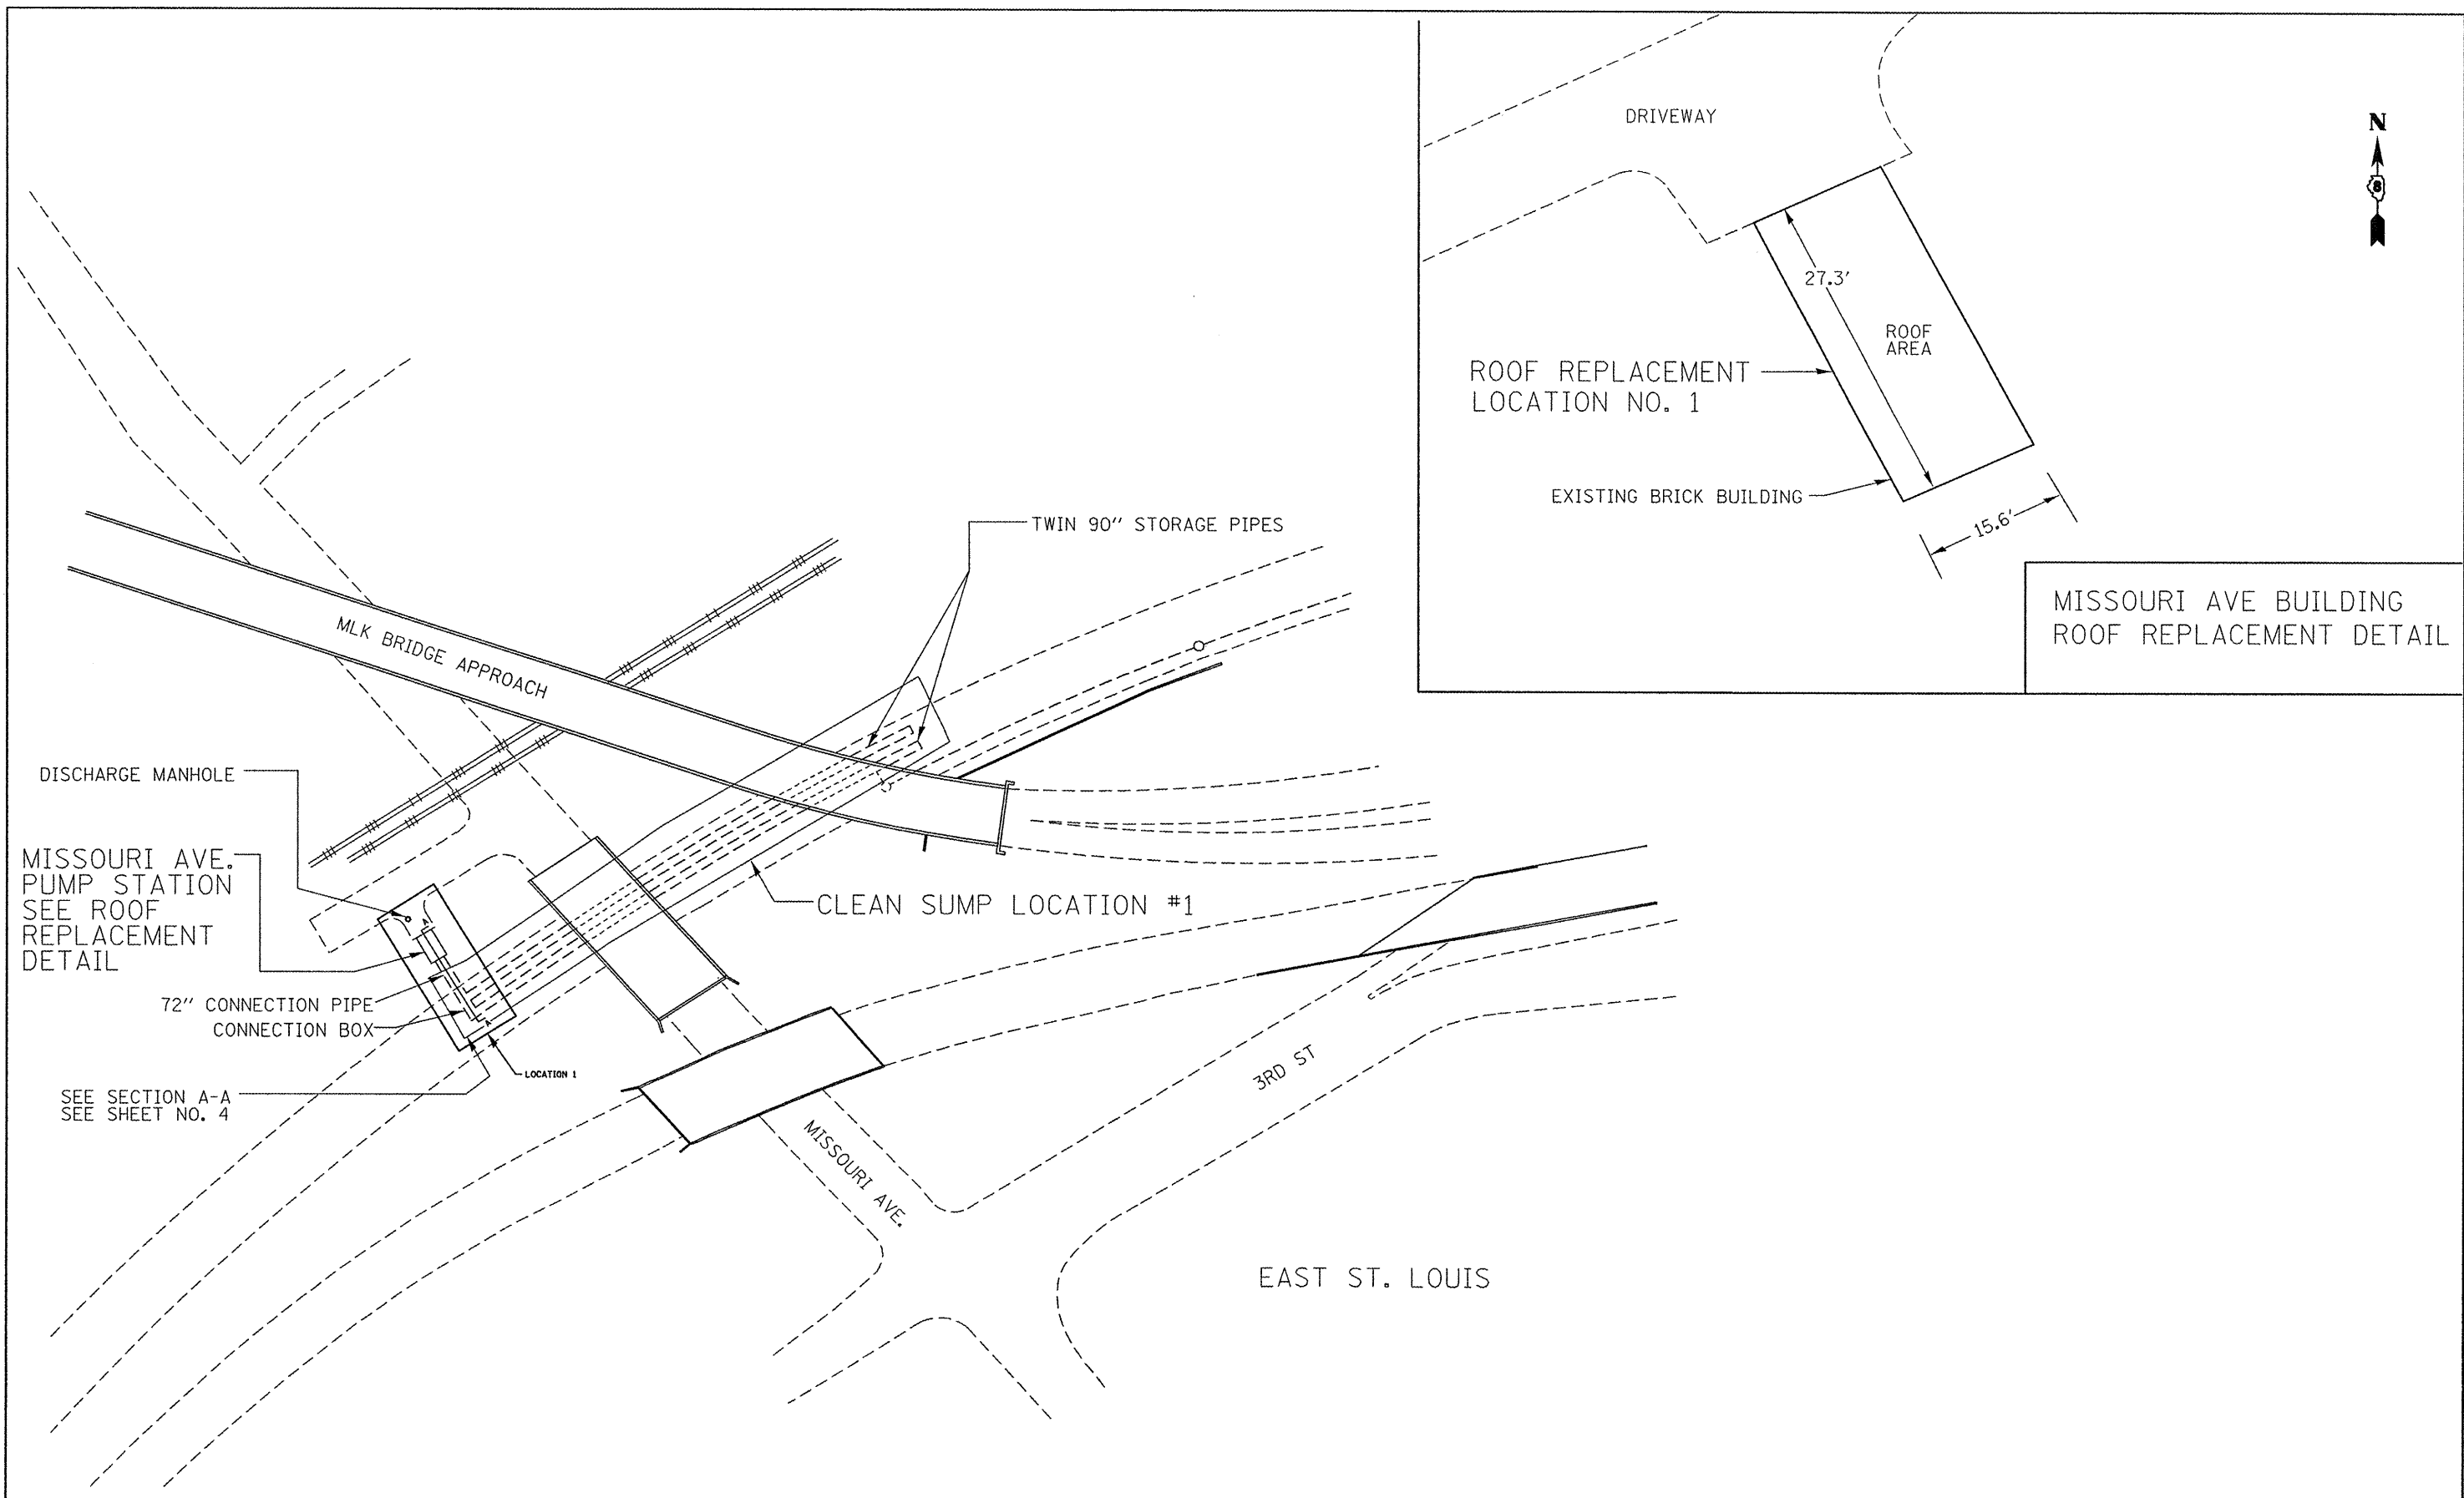 DRIVEWAY
N
8
27.3'
ROOF
AREA
ROOF REPLACEMENT
LOCATION NO. 1
EXISTING BRICK BUILDING
15.6'
MISSOURI AVE BUILDING
ROOF REPLACEMENT DETAIL
TWIN 90" STORAGE PIPES
MLK BRIDGE APPROACH
DISCHARGE MANHOLE
MISSOURI AVE.
PUMP STATION
SEE ROOF
REPLACEMENT
DETAIL
CLEAN SUMP LOCATION #1
A
72" CONNECTION PIPE
CONNECTION BOX
A
LOCATION 1
SEE SECTION A-A
SEE SHEET NO. 4
3RD ST
MISSOURI AVE.
EAST ST. LOUIS